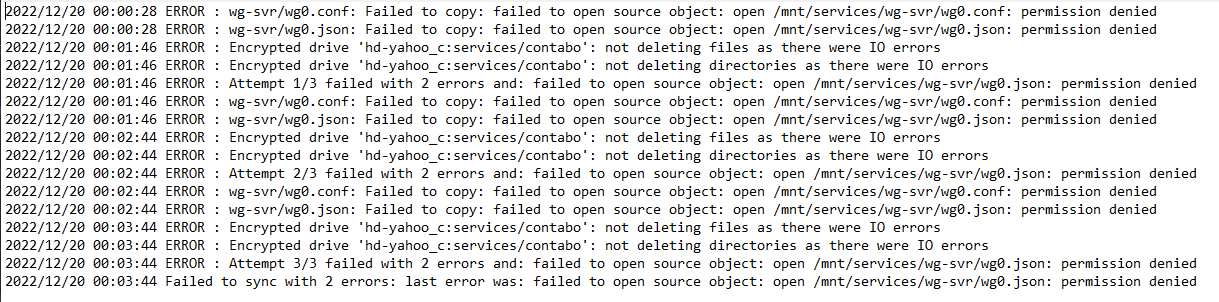 2022/12/20 00:00:28 ERROR : wg-svr/wg0.conf: Failed to copy: failed to open source object: open /mnt/services/wg-svr/wg0.conf: permission denied
2022/12/20 00:00:28 ERROR : wg-svr/wg0.json: Failed to copy: failed to open source object: open /mnt/services/wg-svr/wg0.json: permission denied
2022/12/20 00:01:46 ERROR : Encrypted drive 'hd-yahoo_c:services/contabo': not deleting files as there were IO errors
2022/12/20 00:01:46 ERROR : Encrypted drive 'hd-yahoo_c:services/contabo': not deleting directories as there were IO errors
2022/12/20 00:01:46 ERROR : Attempt 1/3 failed with 2 errors and: failed to open source object: open /mnt/services/wg-svr/wg0.json: permission denied
2022/12/20 00:01:46 ERROR : wg-svr/wg0.conf: Failed to copy: failed to open source object: open /mnt/services/wg-svr/wg0.conf: permission denied
2022/12/20 00:01:46 ERROR : wg-svr/wg0.json: Failed to copy: failed to open source object: open /mnt/services/wg-svr/wg0.json: permission denied
2022/12/20 00:02:44 ERROR : Encrypted drive 'hd-yahoo_c:services/contabo': not deleting files as there were IO errors
2022/12/20 00:02:44 ERROR : Encrypted drive 'hd-yahoo_c:services/contabo': not deleting directories as there were IO errors
2022/12/20 00:02:44 ERROR : Attempt 2/3 failed with 2 errors and: failed to open source object: open /mnt/services/wg-svr/wg0.json: permission denied
2022/12/20 00:02:44 ERROR : wg-svr/wg0.conf: Failed to copy: failed to open source object: open /mnt/services/wg-svr/wg0.conf: permission denied
2022/12/20 00:02:44 ERROR : wg-svr/wg0.json: Failed to copy: failed to open source object: open /mnt/services/wg-svr/wg0.json: permission denied
2022/12/20 00:03:44 ERROR : Encrypted drive 'hd-yahoo_c:services/contabo': not deleting files as there were IO errors
2022/12/20 00:03:44 ERROR : Encrypted drive 'hd-yahoo_c:services/contabo': not deleting directories as there were IO errors
2022/12/20 00:03:44 ERROR : Attempt 3/3 failed with 2 errors and: failed to open source object: open /mnt/services/wg-svr/wg0.json: permission denied
2022/12/20 00:03:44 Failed to sync with 2 errors: last error was: failed to open source object: open /mnt/services/wg-svr/wg0.json: permission denied